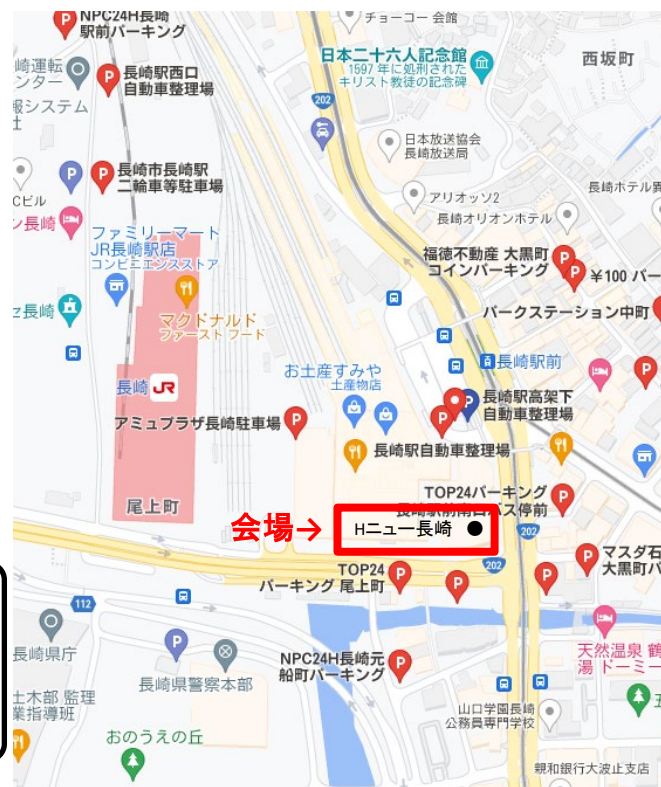 NPC24H長崎
駅前パーキング
チョーコー 会館
崎運転
ンター
報システム
社
長崎駅西口
自動車整理場
日本二十六人記念館
1597 年に処刑された
キリスト教徒の記念碑
西坂町
202
日本放送協会
長崎放送局
長崎市長崎駅
二輪車等駐車場
Cビル
ン長崎
アリオッソ2
長崎オリオンホテル
長崎ホテル異
ファミリーマート
JR長崎駅店
コンビニエンスストア
福徳不動産 大黒町
コインパーキング
¥100 パー
セ長崎
マクドナルド
ファースト フード
パークステーション中町
長崎駅前
お土産すみや
土産物店
長崎 JR
長崎駅高架下
自動車整理場
アミュプラザ長崎駐車場
長崎駅自動車整理場
尾上町
TOP24パーキング
長崎駅前南口バス停前
会場→
Hニュー長崎 ●
202
TOP24
パーキング 尾上町
202
マスダ石
大黒町パ
112
長崎県庁
長崎県警察本部
NPC24H長崎元
船町パーキング
天然温泉 鶴
湯 ドーミー
土木部 監理
業指導班
山口学園長崎
公務員専門学校
おのうえの丘
親和銀行大波止支店